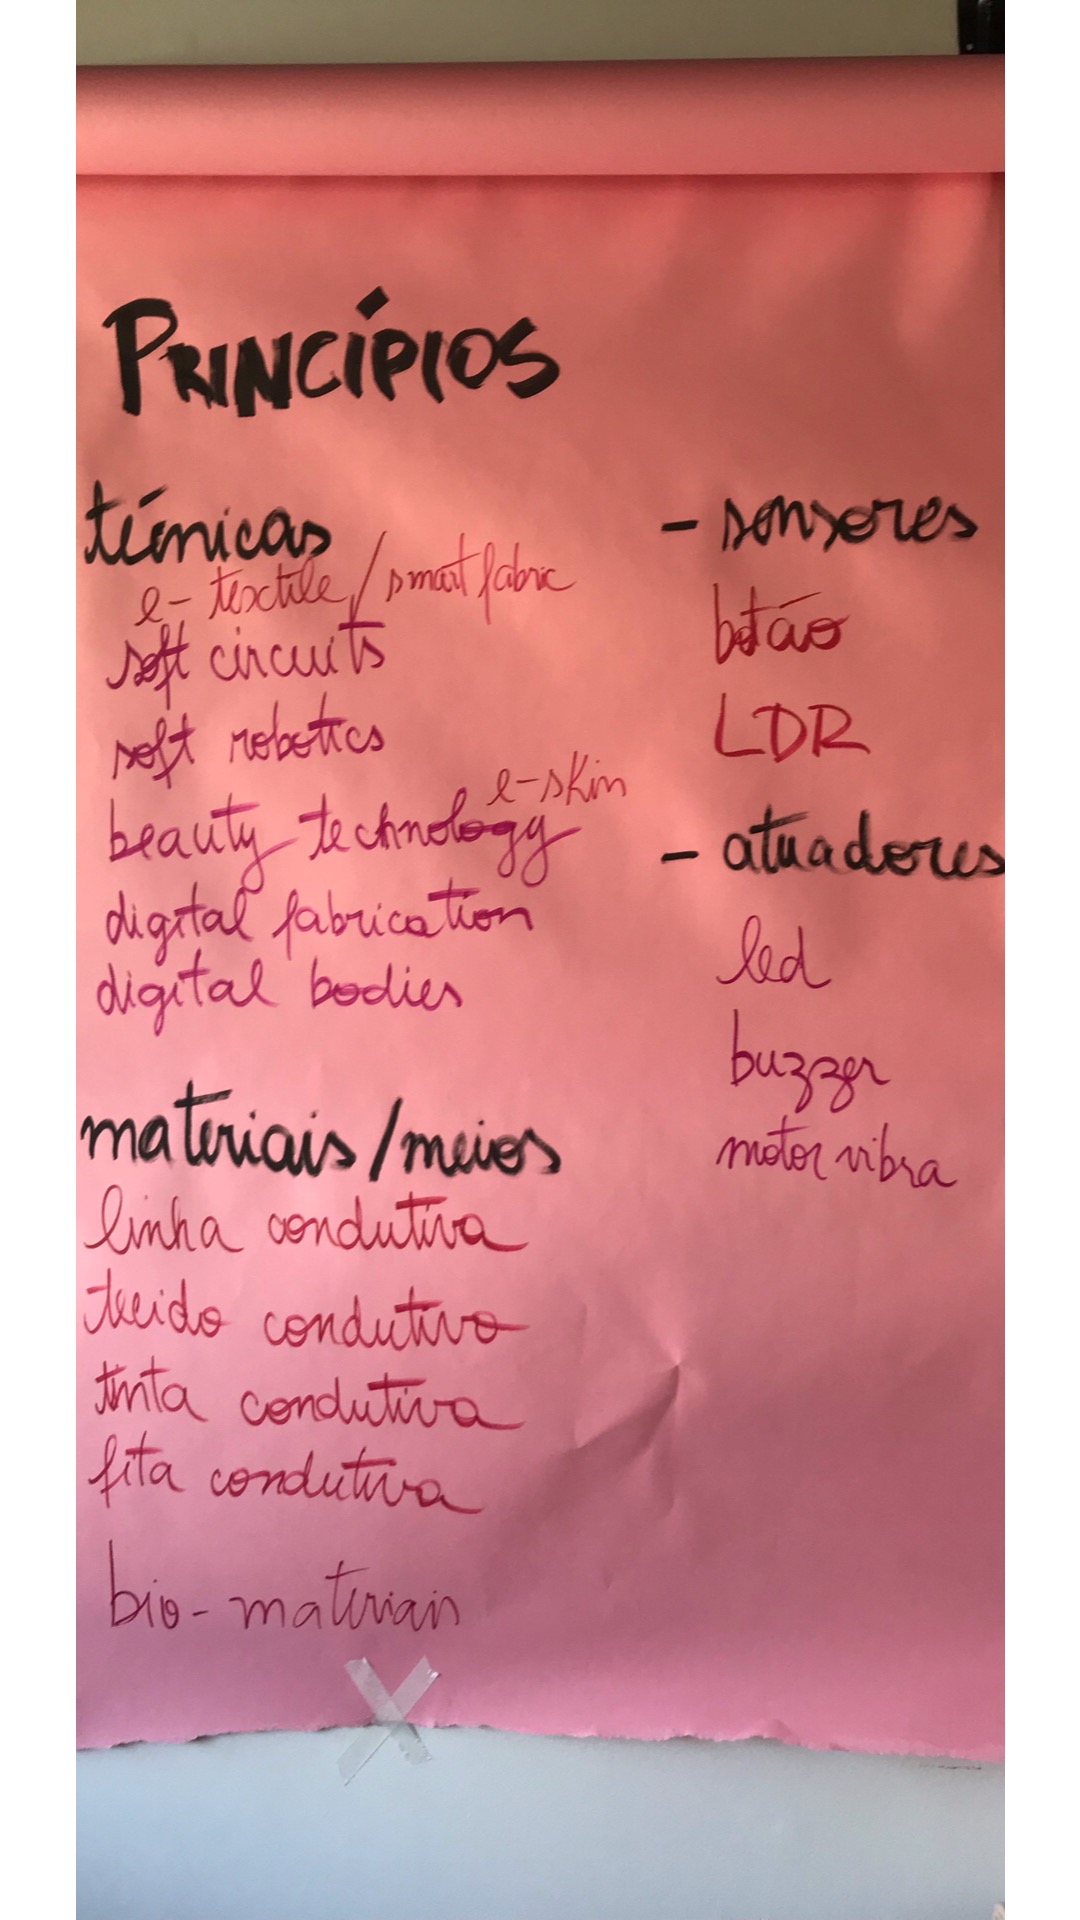 PRINCÍPIOS
técnicas
e-textile/smart fabric
soft circuits
soft robotics
e-skin
beauty technology
digital fabrication
digital bodies
materiais/meios
linha condutiva
tecido condutivo
tinta condutiva
fita condutiva
bio-materiais
- sensores
botão
LDR
- atuadores
led
buzzer
motor vibra